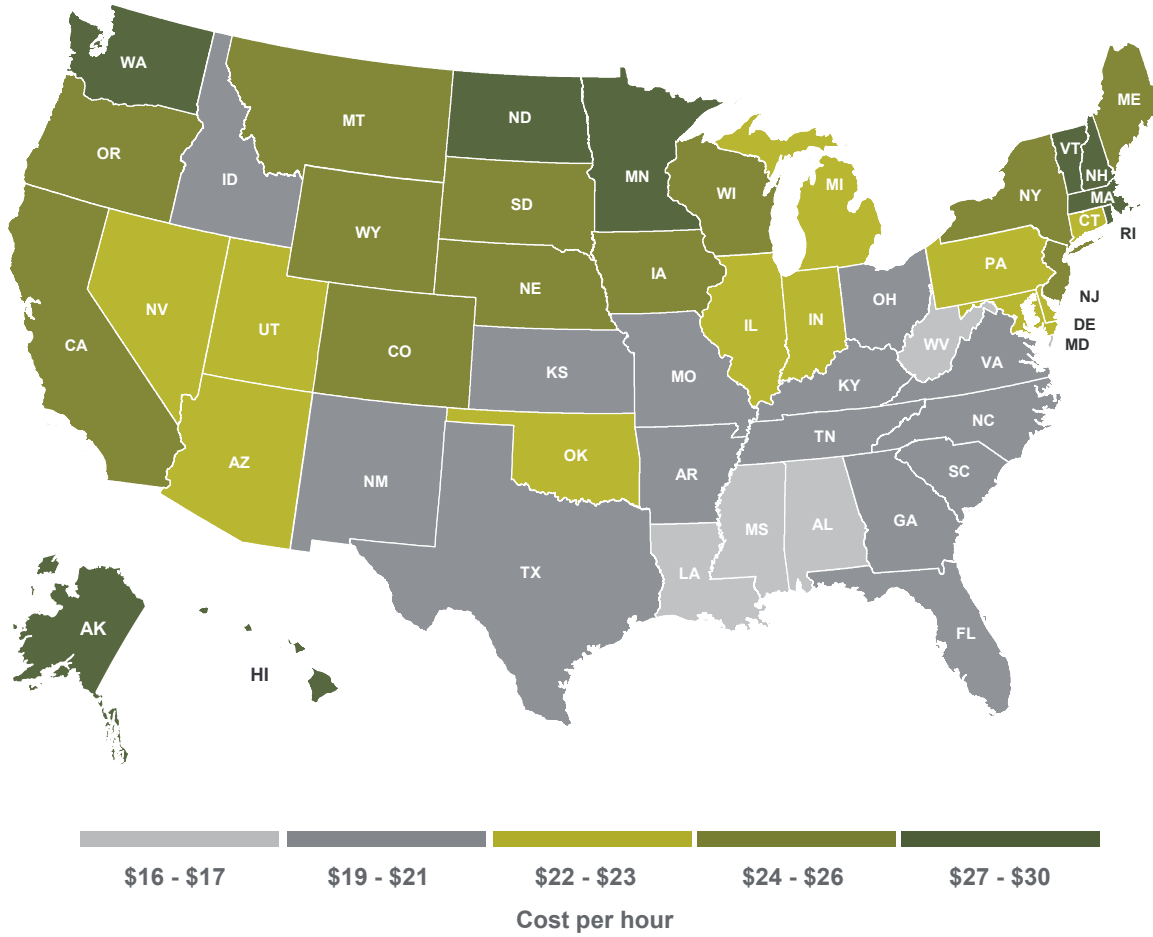 WA
ND
MT
MN
ME
OR
VT
ID
NH
MI
WI
NY
MA
SD
CT
WY
RI
PA
IA
NE
NJ
OH
NV
IL
IN
UT
DE
CA
MD
WV
CO
VA
KS
MO
KY
NC
TN
OK
AZ
SC
AR
NM
GA
MS
AL
TX
LA
AK
FL
HI
$16 - $17
$19 - $21
$22 - $23
$24 - $26
$27 - $30
Cost per hour